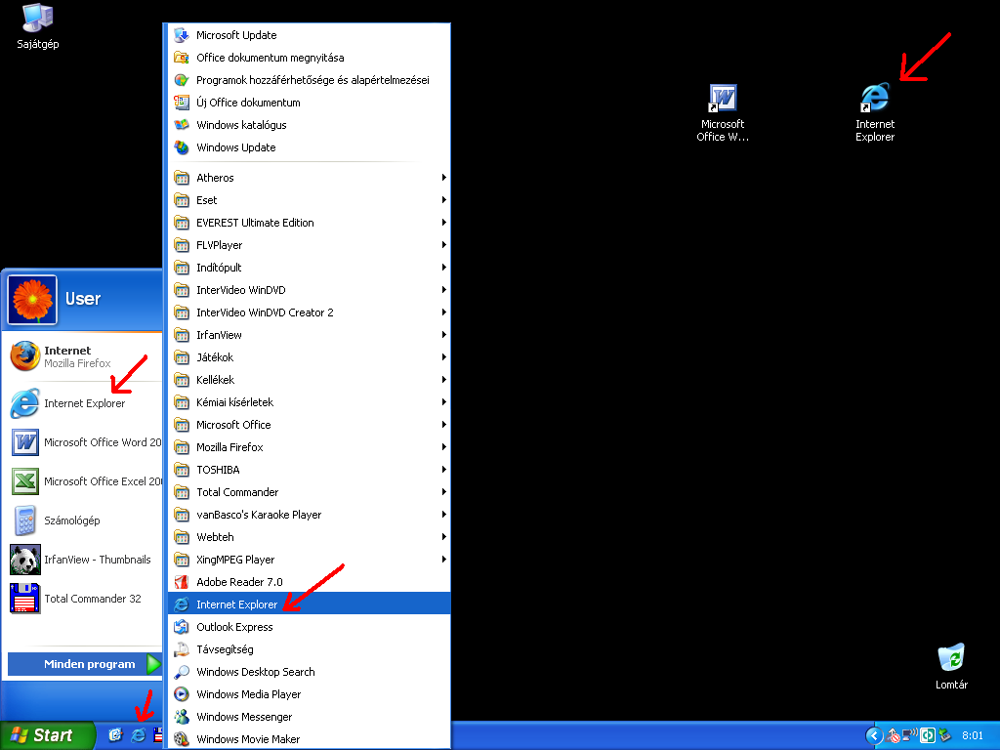 Sajátgép
Microsoft
Office W...
Internet
Explorer
Lomtár
Microsoft Update
Office dokumentum megnyitása
Programok hozzáférhetősége és alapértelmezései
Új Office dokumentum
Windows katalógus
Windows Update
Atheros
Eset
EVEREST Ultimate Edition
FLVPlayer
Indítópult
InterVideo WinDVD
InterVideo WinDVD Creator 2
IrfanView
Játékok
Kellékek
Kémiai kísérletek
Microsoft Office
Mozilla Firefox
TOSHIBA
Total Commander
vanBasco's Karaoke Player
Webteh
XingMPEG Player
Adobe Reader 7.0
Internet Explorer
Outlook Express
Távsegítség
Windows Desktop Search
Windows Media Player
Windows Messenger
Windows Movie Maker
User
Internet
Mozilla Firefox
Internet Explorer
Microsoft Office Word 20
Microsoft Office Excel 200
Számológép
IrfanView - Thumbnails
Total Commander 32
Minden program
Start
8:01